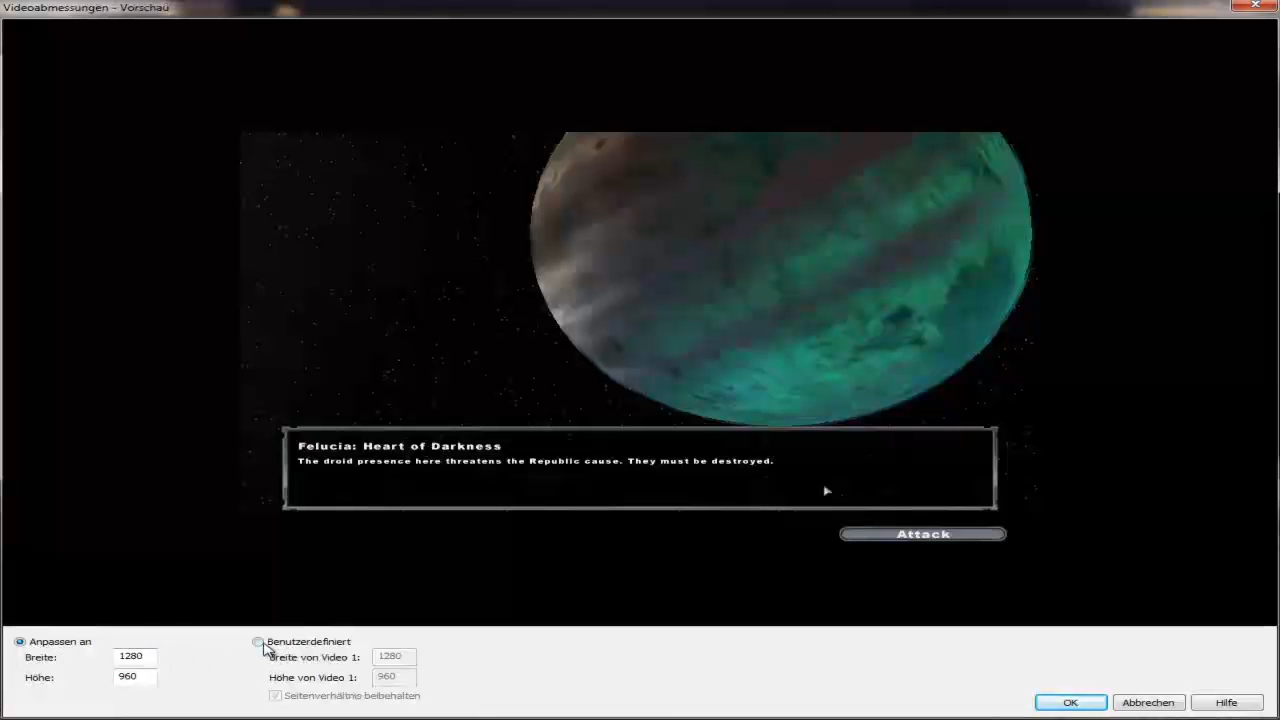 Videoabmessungen – Vorschau
Felucia: Heart of Darkness
The droid presence here threatens the Republic cause. They must be destroyed.
Attack
Anpassen an
Breite: 1280
Höhe: 960
Benutzerdefiniert
Breite von Video 1: 1280
Höhe von Video 1: 960
Seitenverhältnis beibehalten
OK Abbrechen Hilfe